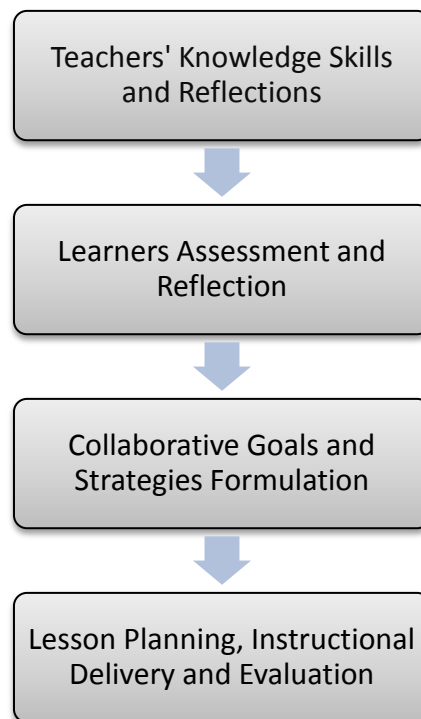 Teachers' Knowledge Skills
and Reflections
Learners Assessment and
Reflection
Collaborative Goals and
Strategies Formulation
Lesson Planning, Instructional
Delivery and Evaluation